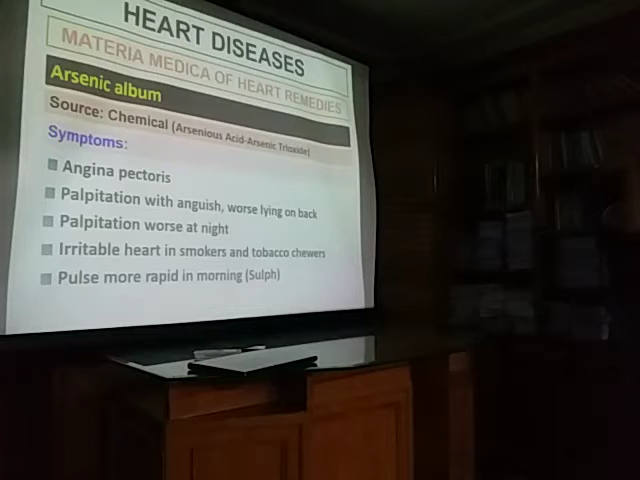 HEART DISEASES
MATERIA MEDICA OF HEART REMEDIES
Arsenic album
Source: Chemical (Arsenious Acid-Arsenic Trioxide)
Symptoms:
Angina pectoris
Palpitation with anguish, worse lying on back
Palpitation worse at night
Irritable heart in smokers and tobacco chewers
Pulse more rapid in morning (Sulph)